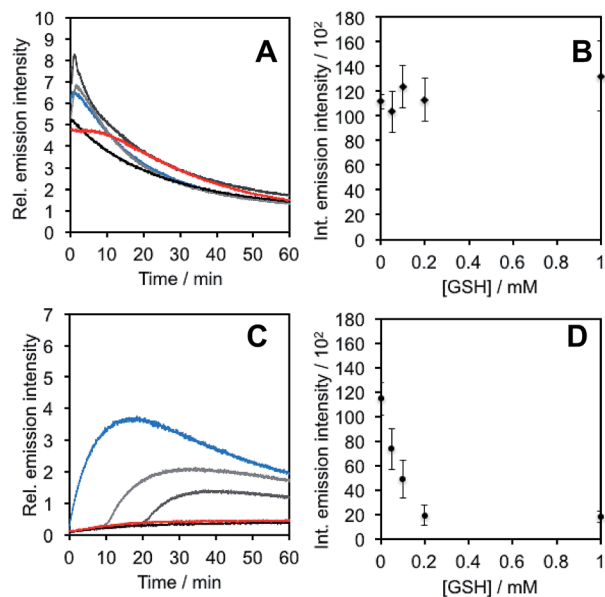 A
Rel. emission intensity
10
9
8
7
6
5
4
3
2
1
0
0 10 20 30 40 50 60
Time / min
B
Int. emission intensity / 10²
180
160
140
120
100
80
60
40
20
0
0 0.2 0.4 0.6 0.8 1
[GSH] / mM
C
Rel. emission intensity
7
6
5
4
3
2
1
0
0 10 20 30 40 50 60
Time / min
D
Int. emission intensity / 10²
180
160
140
120
100
80
60
40
20
0
0 0.2 0.4 0.6 0.8 1
[GSH] / mM